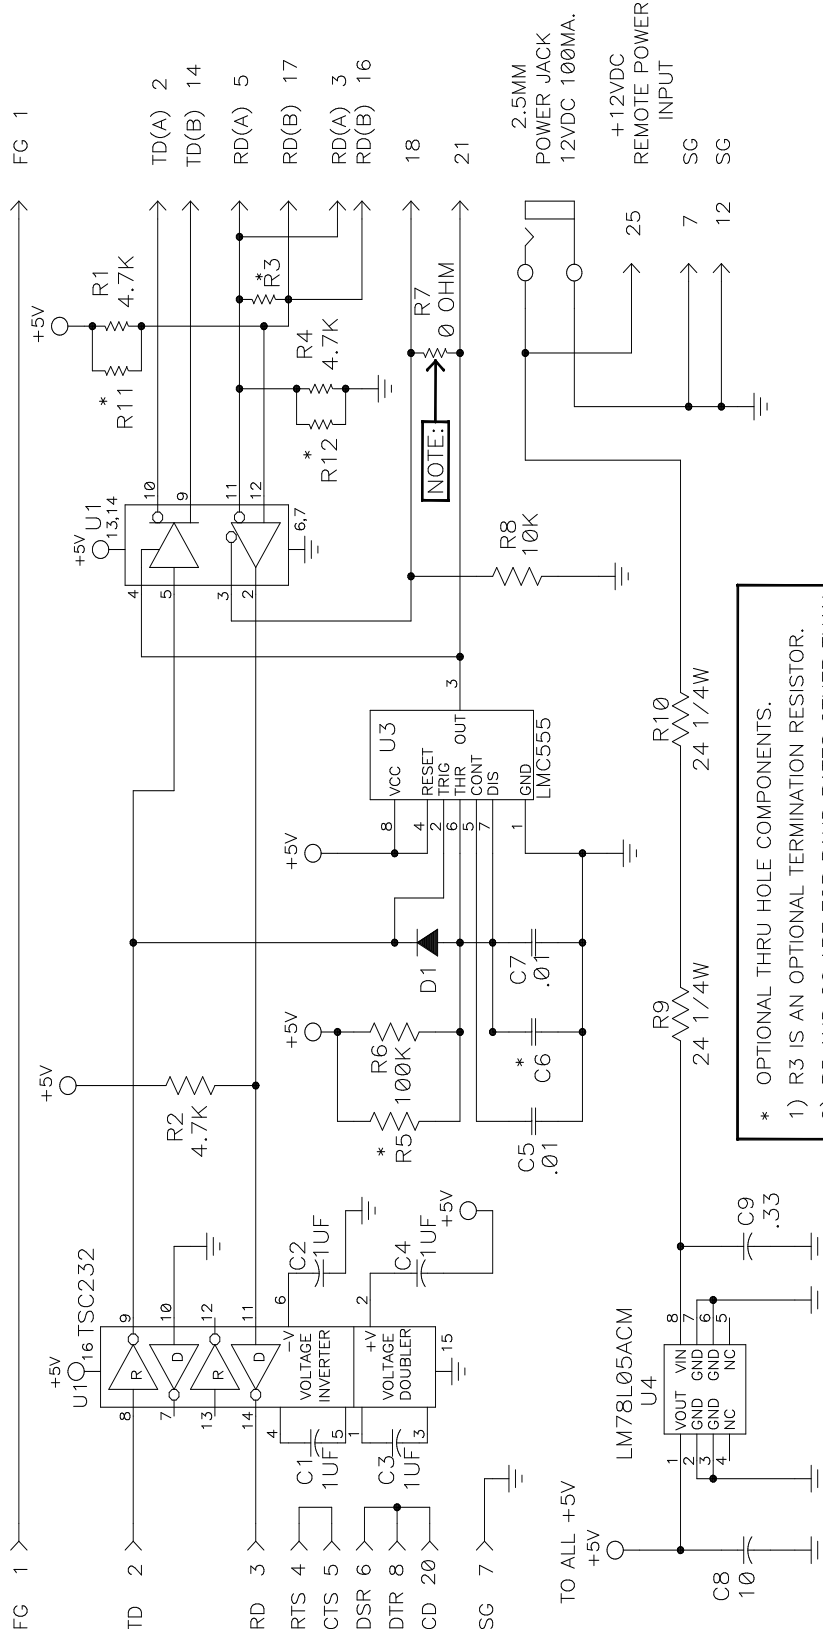 FG 1
TD 2
RD 3
RTS 4
CTS 5
DSR 6
DTR 8
CD 20
SG 7
+5V
U1
16
TSC232
8
R
9
7
D
10
13
R
12
14
D
11
-V
6
VOLTAGE
INVERTER
4
5
+V
2
VOLTAGE
DOUBLER
1
3
15
C1
1UF
C3
1UF
C2
1UF
C4
1UF
+5V
+5V
R2
4.7K
+5V
*
R5
R6
100K
D1
C5
.01
*
C6
C7
.01
+5V
U3
LMC555
8
VCC
4
RESET
2
TRIG
6
THR
5
CONT
7
DIS
1
GND
OUT
3
+5V
U1
13,14
4
5
3
2
10
9
11
12
6,7
+5V
R1
4.7K
*
R11
R4
4.7K
*
R12
*
R3
NOTE:
R7
0 OHM
R8
10K
FG 1
TD(A) 2
TD(B) 14
RD(A) 5
RD(B) 17
RD(A) 3
RD(B) 16
18
21
2.5MM
POWER JACK
12VDC 100MA.
+12VDC
REMOTE POWER
INPUT
25
7 SG
12 SG
TO ALL +5V
+5V
C8
10
LM78L05ACM
U4
1
VOUT
VIN
8
2
GND
GND
7
3
GND
GND
6
4
NC
NC
5
C9
.33
R9
24 1/4W
R10
24 1/4W
* OPTIONAL THRU HOLE COMPONENTS.
1) R3 IS AN OPTIONAL TERMINATION RESISTOR.